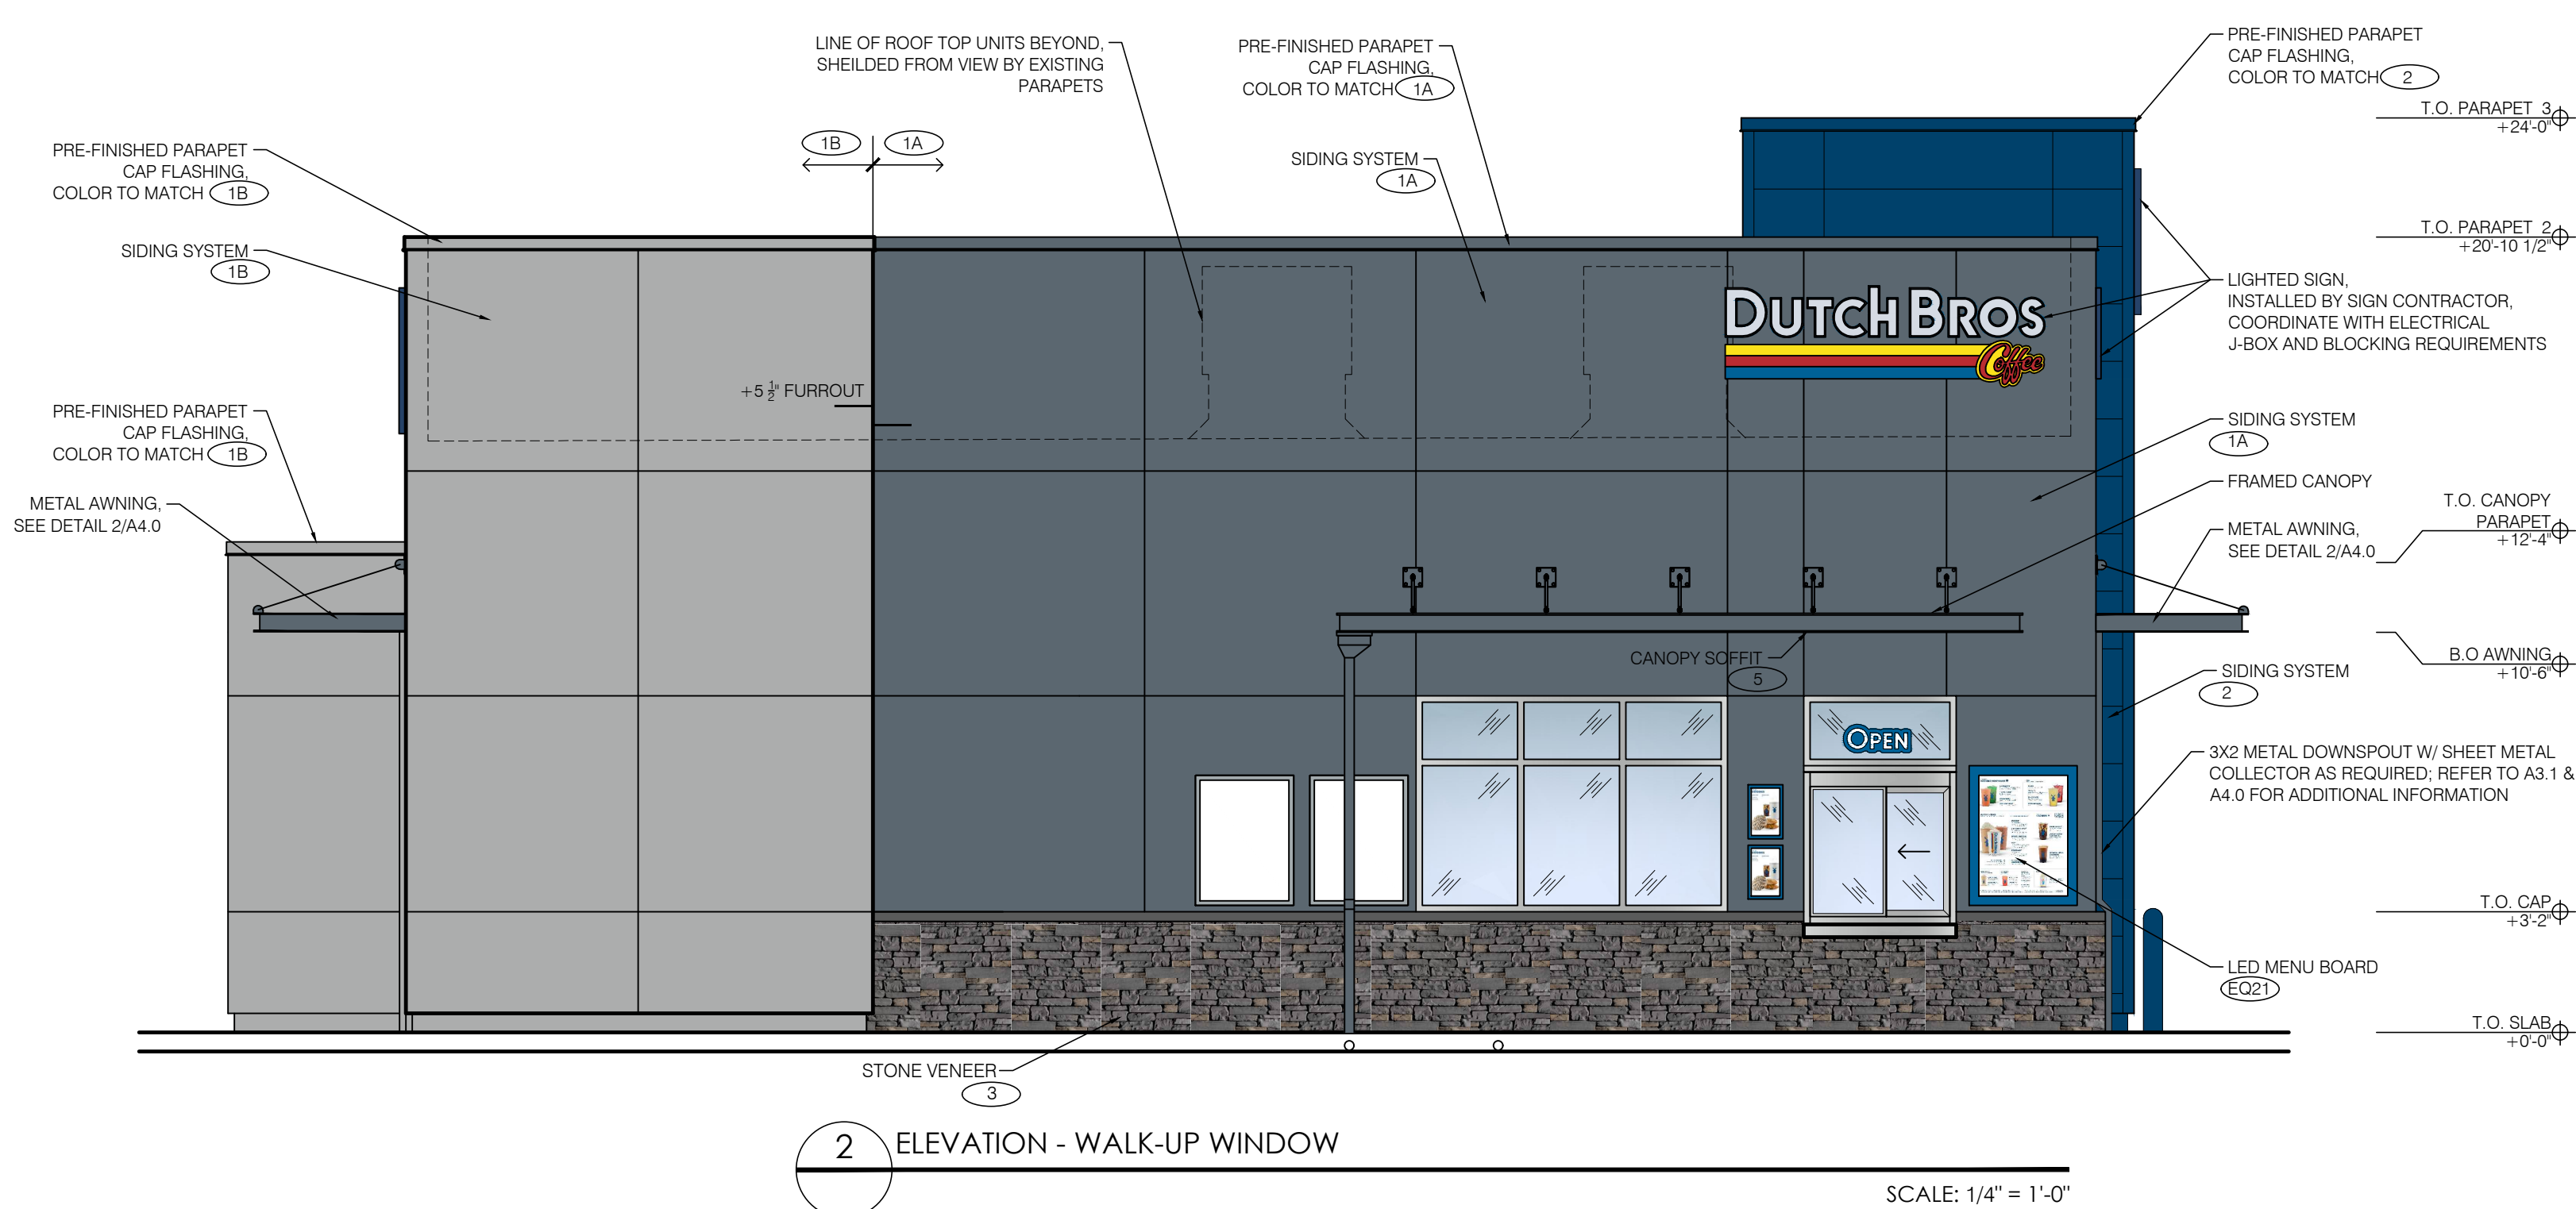 LINE OF ROOF TOP UNITS BEYOND,
SHEILDED FROM VIEW BY EXISTING
PARAPETS
PRE-FINISHED PARAPET
CAP FLASHING,
COLOR TO MATCH 1A
PRE-FINISHED PARAPET
CAP FLASHING,
COLOR TO MATCH 2
T.O. PARAPET 3
+24'-0"
1B
1A
PRE-FINISHED PARAPET
CAP FLASHING,
COLOR TO MATCH 1B
SIDING SYSTEM
1A
T.O. PARAPET 2
+20'-10 1/2"
SIDING SYSTEM
1B
LIGHTED SIGN,
INSTALLED BY SIGN CONTRACTOR,
COORDINATE WITH ELECTRICAL
J-BOX AND BLOCKING REQUIREMENTS
DUTCH BROS
Coffee
+5 1/2" FURROUT
PRE-FINISHED PARAPET
CAP FLASHING,
COLOR TO MATCH 1B
SIDING SYSTEM
1A
FRAMED CANOPY
METAL AWNING,
SEE DETAIL 2/A4.0
T.O. CANOPY
PARAPET
+12'-4"
METAL AWNING,
SEE DETAIL 2/A4.0
CANOPY SOFFIT
5
B.O AWNING
+10'-6"
SIDING SYSTEM
2
OPEN
3X2 METAL DOWNSPOUT W/ SHEET METAL
COLLECTOR AS REQUIRED; REFER TO A3.1 &
A4.0 FOR ADDITIONAL INFORMATION
T.O. CAP
+3'-2"
LED MENU BOARD
EQ21
T.O. SLAB
+0'-0"
STONE VENEER
3
2
ELEVATION - WALK-UP WINDOW
SCALE: 1/4" = 1'-0"